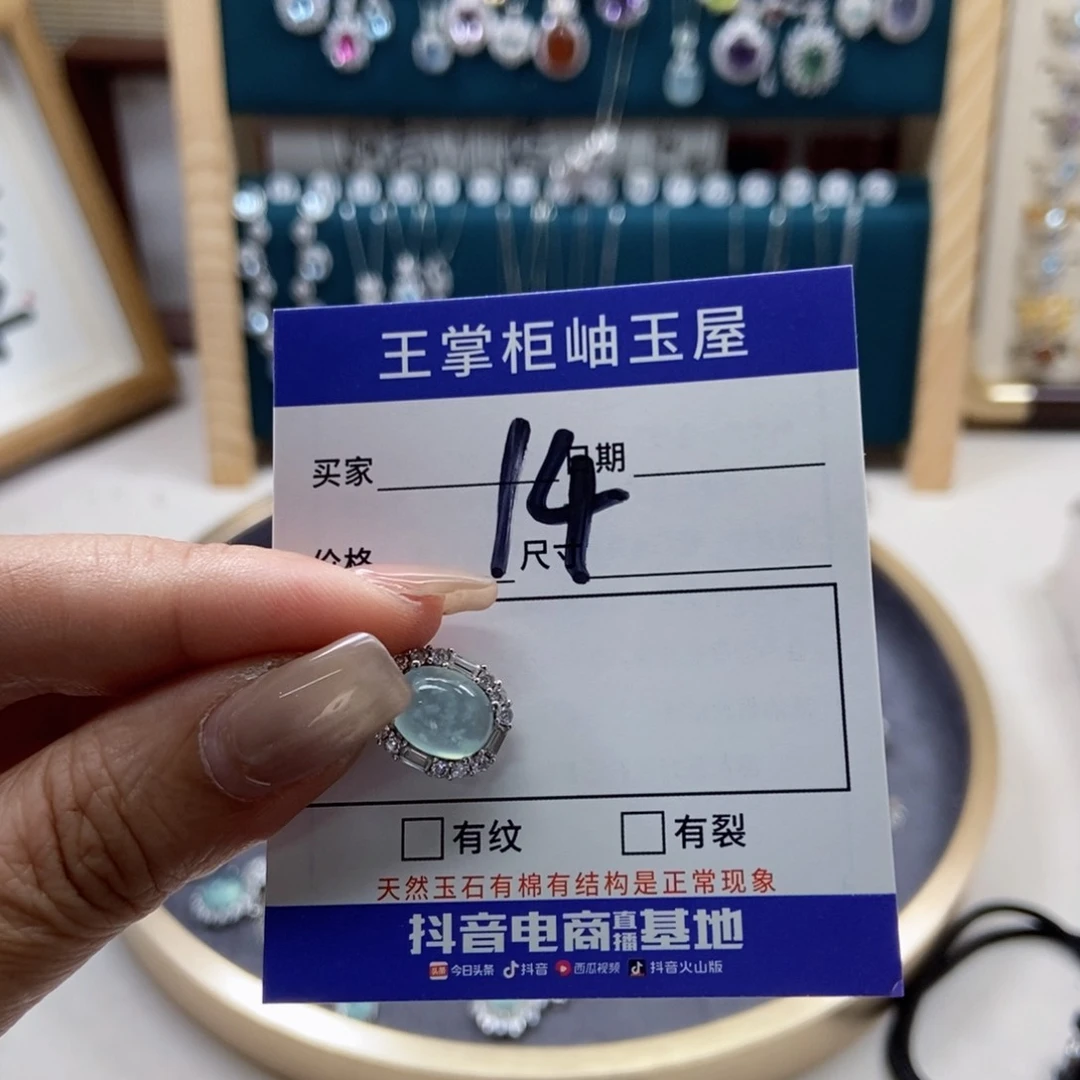 王掌柜岫玉屋
买家 日期
14
价格 尺寸
有纹 有裂
天然玉石有棉有结构是正常现象
抖音电商直播基地
头条 今日头条 抖音 西瓜视频 抖音火山版